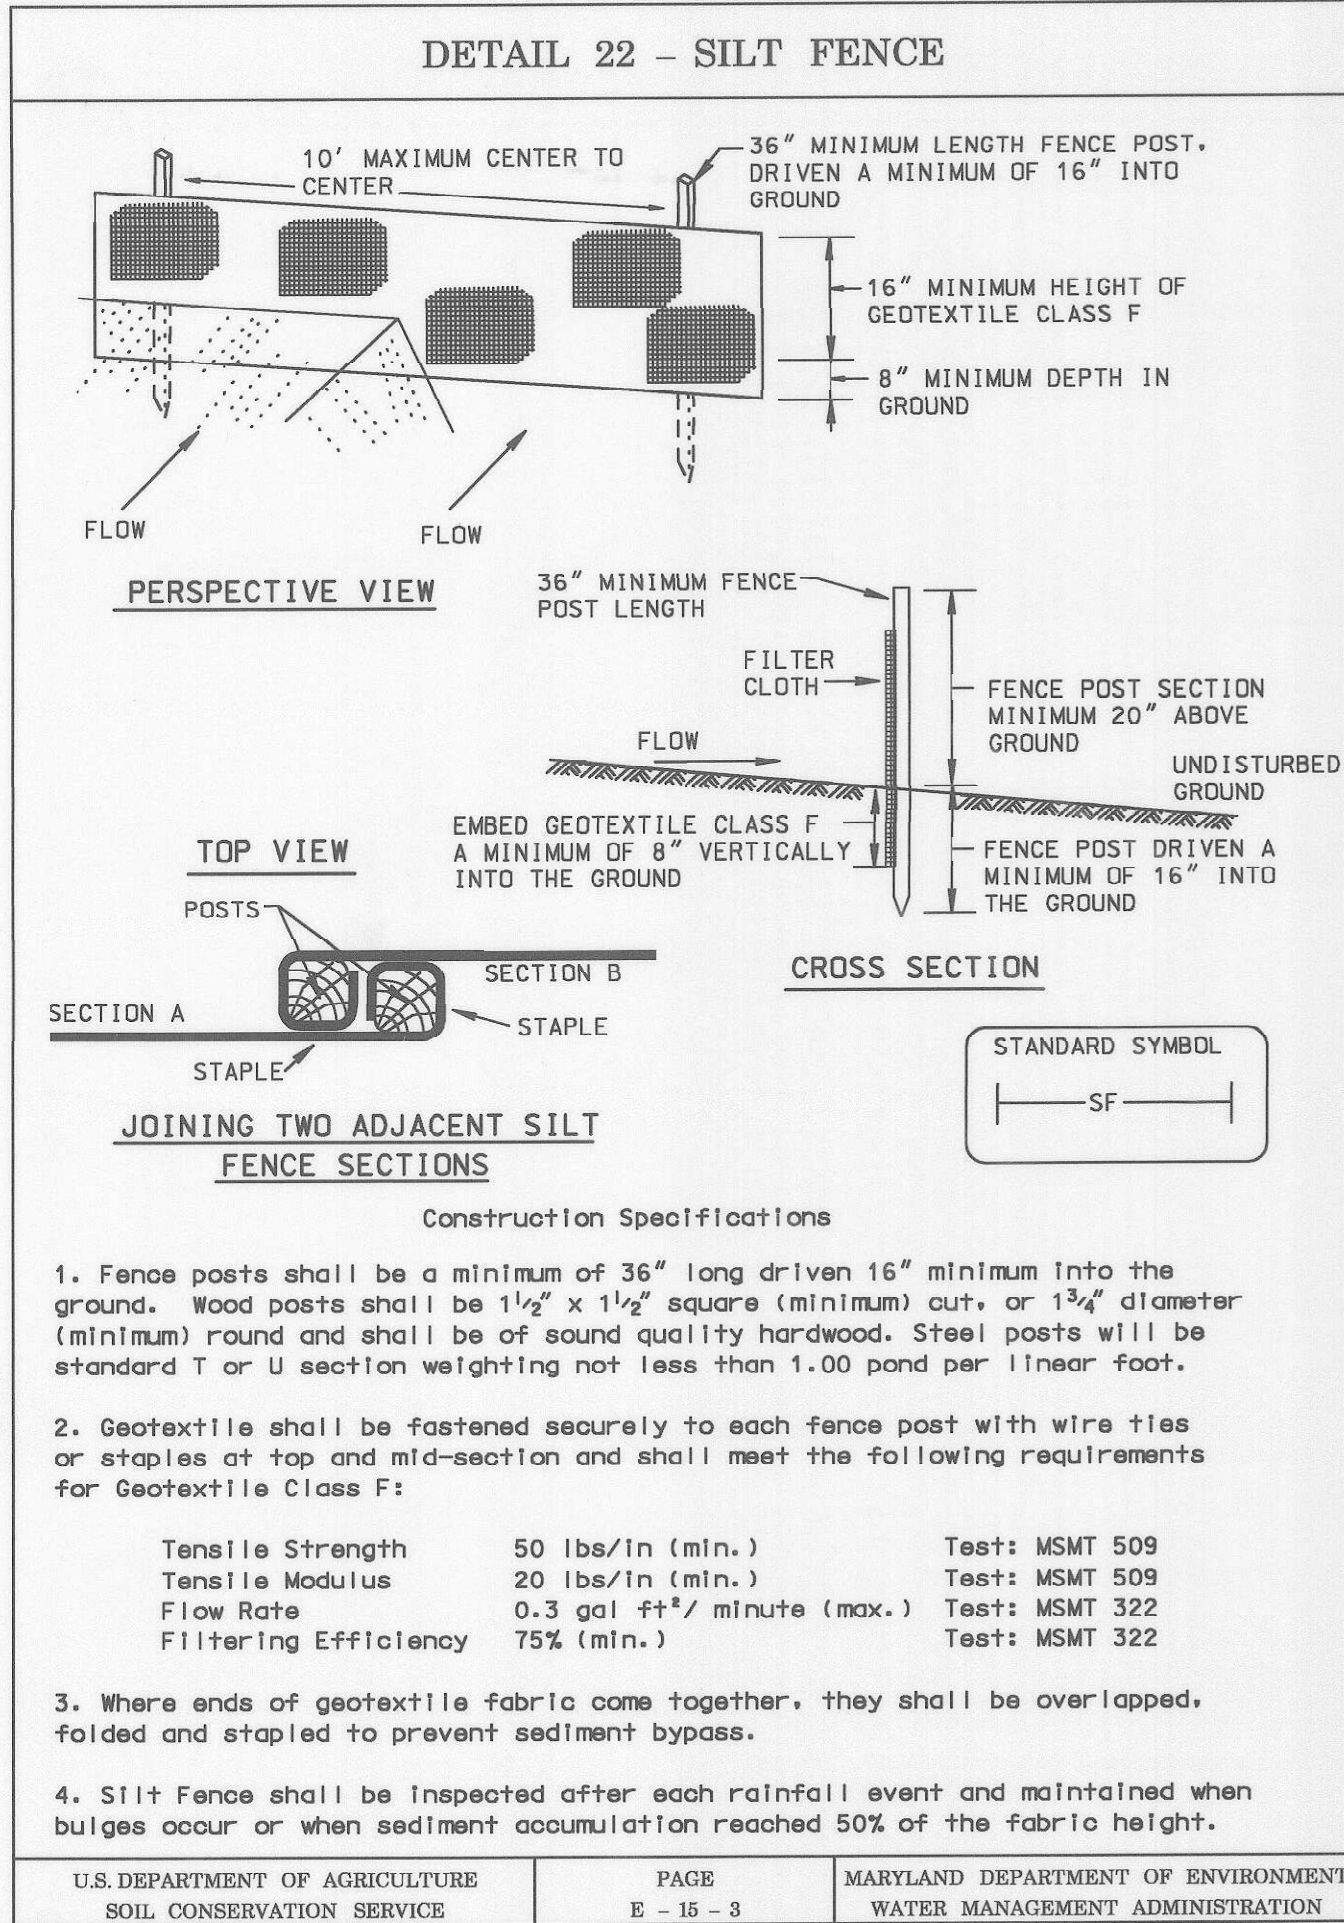 DETAIL 22 – SILT FENCE
10' MAXIMUM CENTER TO
CENTER
36" MINIMUM LENGTH FENCE POST,
DRIVEN A MINIMUM OF 16" INTO
GROUND
16" MINIMUM HEIGHT OF
GEOTEXTILE CLASS F
8" MINIMUM DEPTH IN
GROUND
FLOW
FLOW
PERSPECTIVE VIEW
36" MINIMUM FENCE
POST LENGTH
FILTER
CLOTH
FENCE POST SECTION
MINIMUM 20" ABOVE
GROUND
FLOW
UNDISTURBED
GROUND
EMBED GEOTEXTILE CLASS F
A MINIMUM OF 8" VERTICALLY
INTO THE GROUND
FENCE POST DRIVEN A
MINIMUM OF 16" INTO
THE GROUND
TOP VIEW
POSTS
SECTION B
SECTION A
STAPLE
STAPLE
CROSS SECTION
STANDARD SYMBOL
SF
JOINING TWO ADJACENT SILT
FENCE SECTIONS
Construction Specifications
1. Fence posts shall be a minimum of 36" long driven 16" minimum into the
ground. Wood posts shall be 1 1/2" x 1 1/2" square (minimum) cut, or 1 3/4" diameter
(minimum) round and shall be of sound quality hardwood. Steel posts will be
standard T or U section weighting not less than 1.00 pond per linear foot.
2. Geotextile shall be fastened securely to each fence post with wire ties
or staples at top and mid-section and shall meet the following requirements
for Geotextile Class F:
Tensile Strength 50 lbs/in (min.) Test: MSMT 509
Tensile Modulus 20 lbs/in (min.) Test: MSMT 509
Flow Rate 0.3 gal ft²/ minute (max.) Test: MSMT 322
Filtering Efficiency 75% (min.) Test: MSMT 322
3. Where ends of geotextile fabric come together, they shall be overlapped,
folded and stapled to prevent sediment bypass.
4. Silt Fence shall be inspected after each rainfall event and maintained when
bulges occur or when sediment accumulation reached 50% of the fabric height.
U.S. DEPARTMENT OF AGRICULTURE
SOIL CONSERVATION SERVICE
PAGE
E – 15 – 3
MARYLAND DEPARTMENT OF ENVIRONMENT
WATER MANAGEMENT ADMINISTRATION